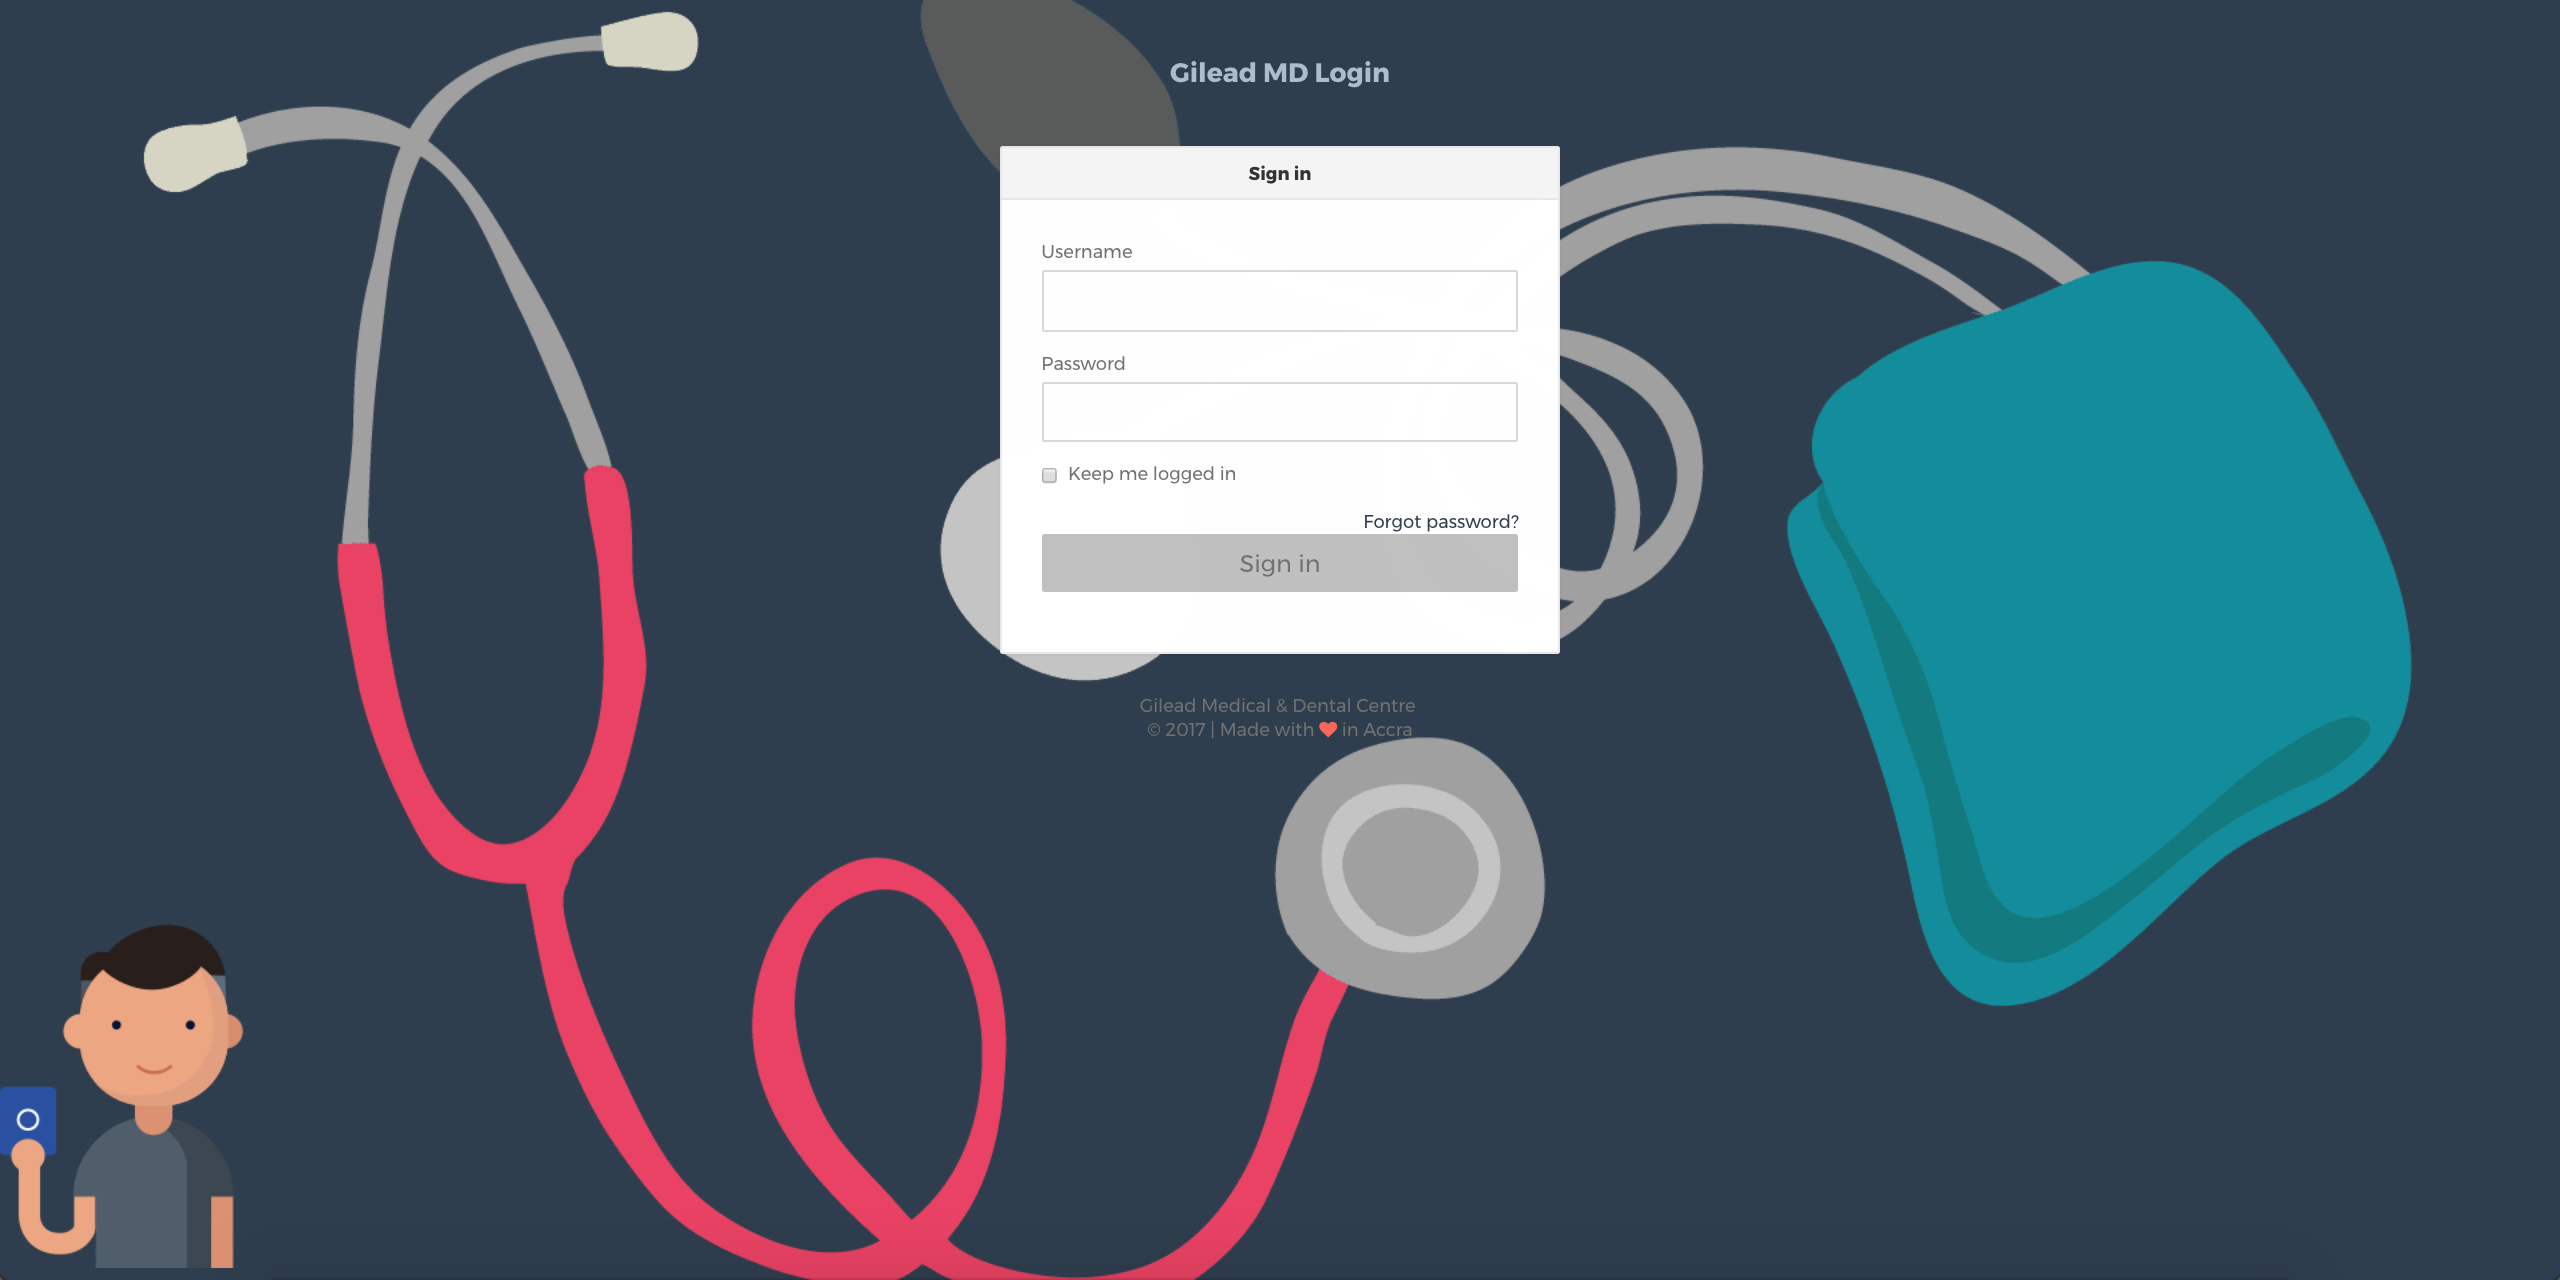 Gilead MD Login
Sign in
Username
Password
Keep me logged in
Forgot password?
Sign in
Gilead Medical & Dental Centre
© 2017 | Made with ❤ in Accra